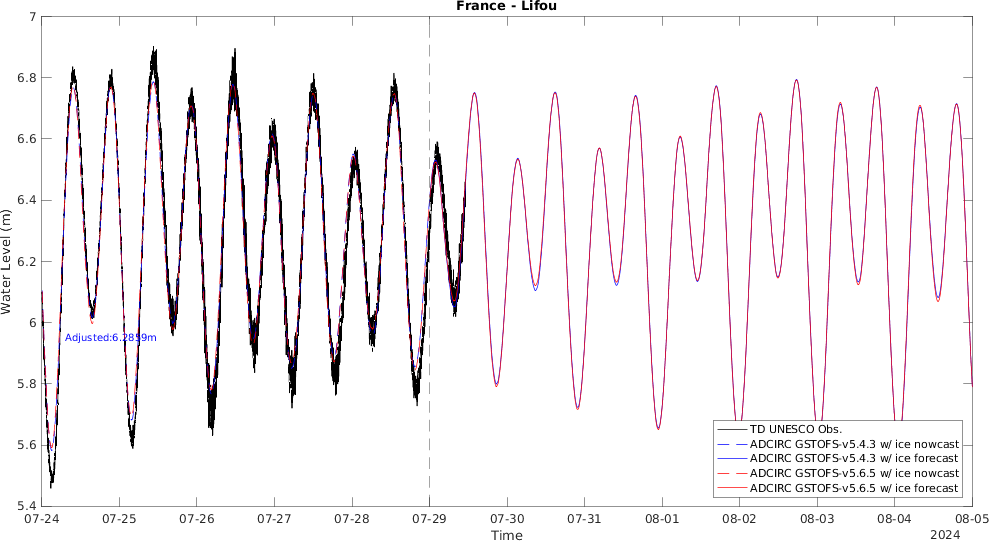 France - Lifou
7
6.8
6.6
6.4
6.2
6
5.8
5.6
5.4
Water Level (m)
Adjusted:6.2859m
TD UNESCO Obs.
ADCIRC GSTOFS-v5.4.3 w/ ice nowcast
ADCIRC GSTOFS-v5.4.3 w/ ice forecast
ADCIRC GSTOFS-v5.6.5 w/ ice nowcast
ADCIRC GSTOFS-v5.6.5 w/ ice forecast
07-24 07-25 07-26 07-27 07-28 07-29 07-30 07-31 08-01 08-02 08-03 08-04 08-05
Time
2024